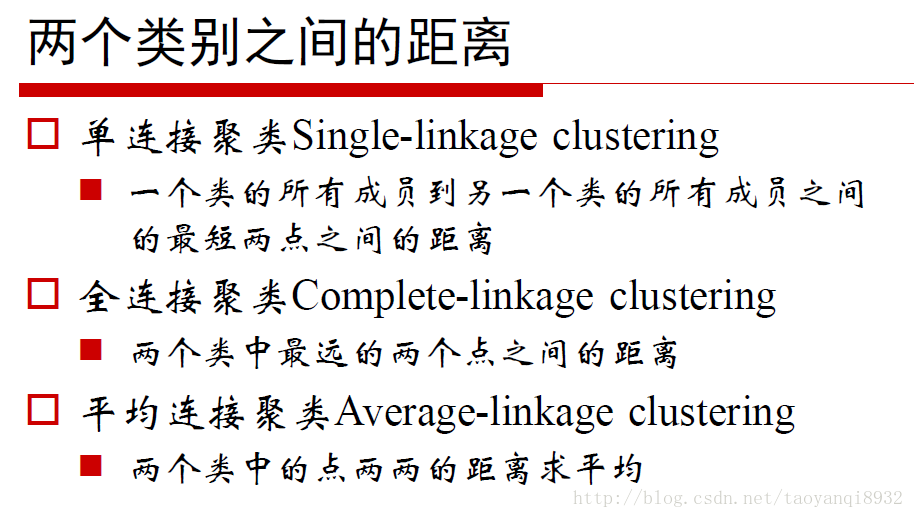 两个类别之间的距离
单连接聚类Single-linkage clustering
一个类的所有成员到另一个类的所有成员之间
的最短两点之间的距离
全连接聚类Complete-linkage clustering
两个类中最远的两个点之间的距离
平均连接聚类Average-linkage clustering
两个类中的点两两的距离求平均
http://blog.csdn.net/taoyanqi8932